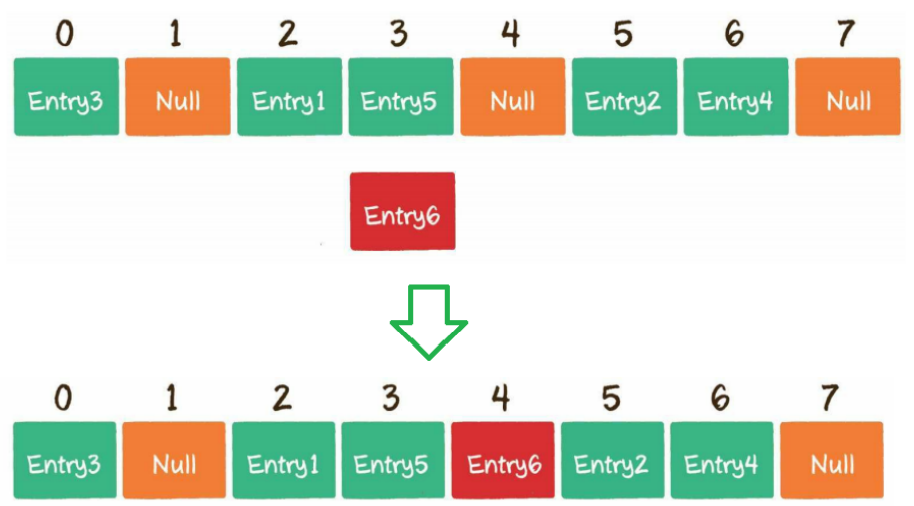 0 1 2 3 4 5 6 7
Entry3 Null Entry1 Entry5 Null Entry2 Entry4 Null
Entry6
0 1 2 3 4 5 6 7
Entry3 Null Entry1 Entry5 Entry6 Entry2 Entry4 Null